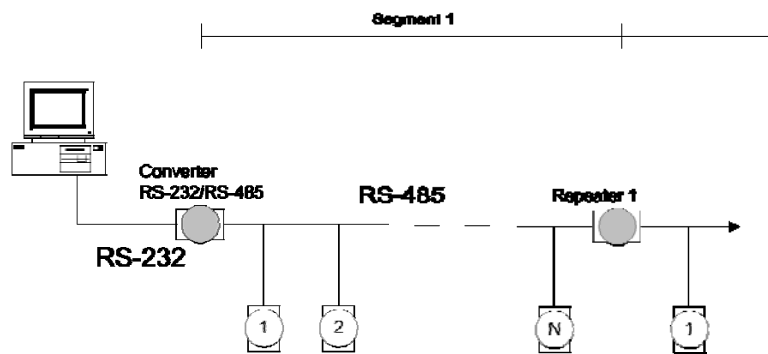 Segment 1
Converter
RS-232/RS-485
RS-485
Repeater 1
RS-232
1
2
N
1